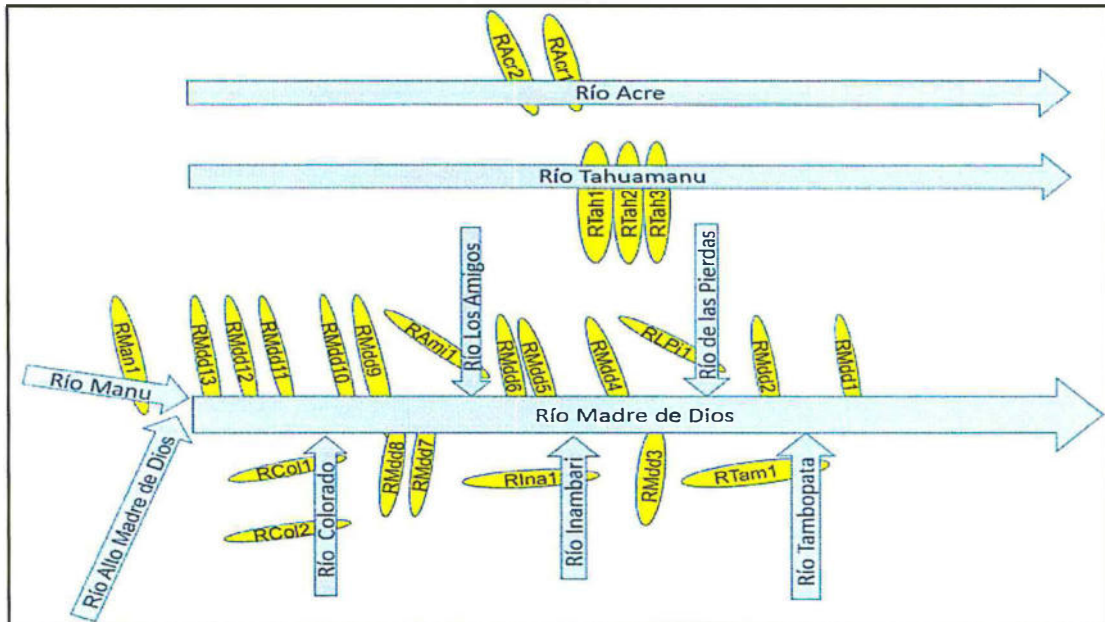 RAcr2
RAcr1
Río Acre
Río Tahuamanu
RTah1
RTah2
RTah3
Río Los Amigos
Río de las Pierdas
RMan1
RMdd13
RMdd12
RMdd11
RMdd10
RMdd9
RAmi1
RMdd6
RMdd5
RMdd4
RLPi1
RMdd2
RMdd1
Río Manu
Río Madre de Dios
Río Alto Madre de Dios
RCol1
RCol2
Río Colorado
RMdd8
RMdd7
RIna1
Río Inambari
RMdd3
RTam1
Río Tambopata